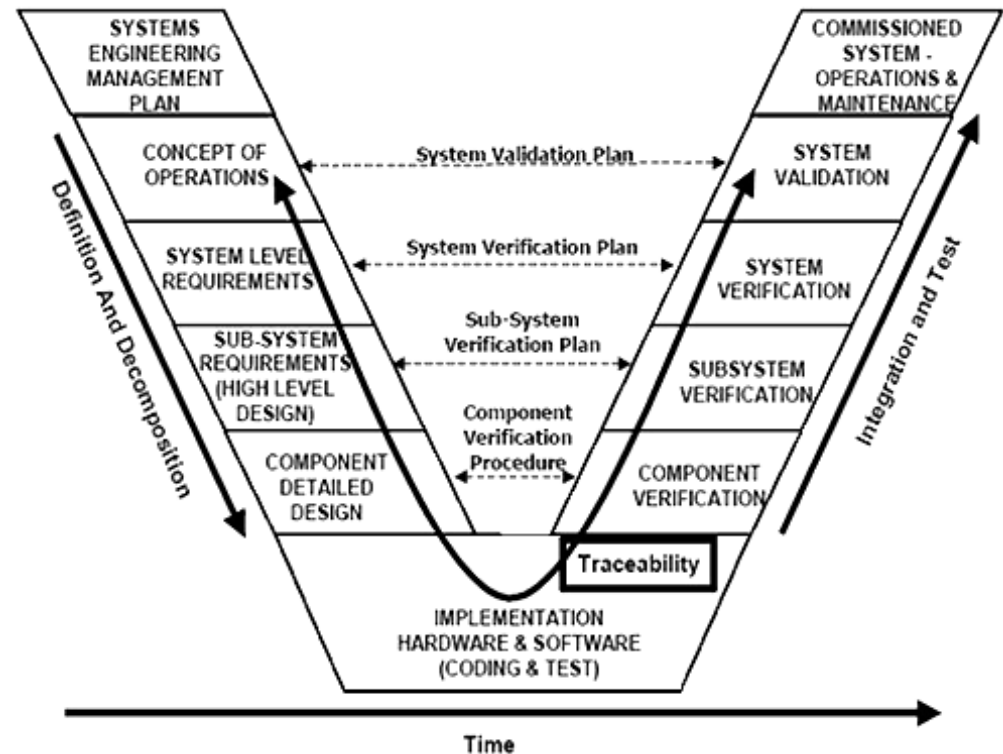 SYSTEMS
ENGINEERING
MANAGEMENT
PLAN
COMMISSIONED
SYSTEM -
OPERATIONS &
MAINTENANCE
CONCEPT OF
OPERATIONS
System Validation Plan
SYSTEM
VALIDATION
Definition And Decomposition
SYSTEM LEVEL
REQUIREMENTS
System Verification Plan
SYSTEM
VERIFICATION
Integration and Test
SUB-SYSTEM
REQUIREMENTS
(HIGH LEVEL
DESIGN)
Sub-System
Verification Plan
SUBSYSTEM
VERIFICATION
COMPONENT
DETAILED
DESIGN
Component
Verification
Procedure
COMPONENT
VERIFICATION
Traceability
IMPLEMENTATION
HARDWARE & SOFTWARE
(CODING & TEST)
Time